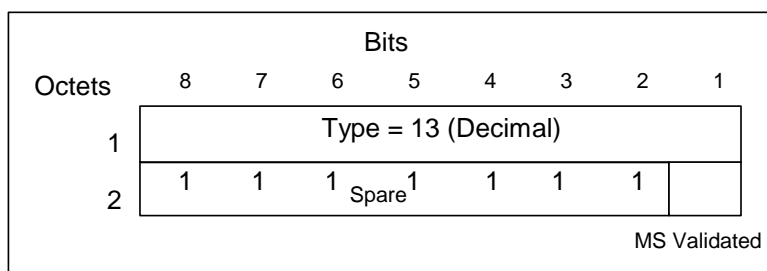 Bits
Octets 8 7 6 5 4 3 2 1
1 Type = 13 (Decimal)
2 1 1 1 Spare 1 1 1 1
MS Validated